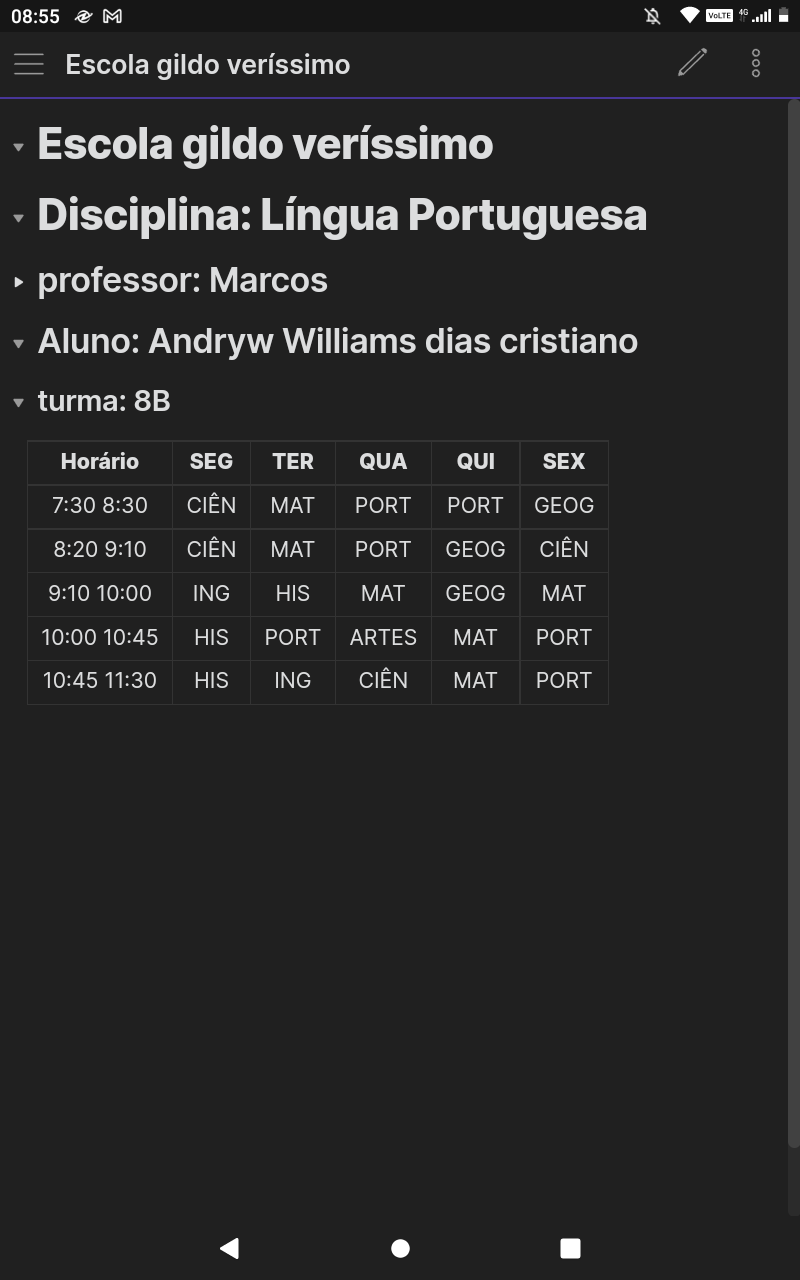 08:55 VoLTE 4G
Escola gildo veríssimo
Escola gildo veríssimo
Disciplina: Língua Portuguesa
professor: Marcos
Aluno: Andryw Williams dias cristiano
turma: 8B
Horário SEG TER QUA QUI SEX
7:30 8:30 CIÊN MAT PORT PORT GEOG
8:20 9:10 CIÊN MAT PORT GEOG CIÊN
9:10 10:00 ING HIS MAT GEOG MAT
10:00 10:45 HIS PORT ARTES MAT PORT
10:45 11:30 HIS ING CIÊN MAT PORT